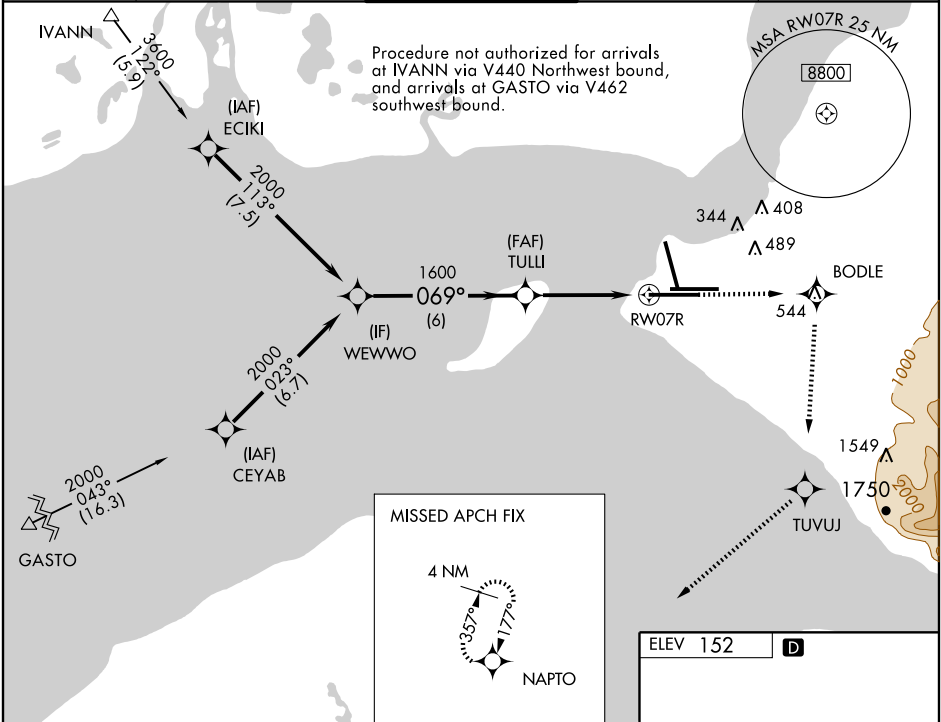 IVANN
3600
122°
(5.9)
Procedure not authorized for arrivals
at IVANN via V440 Northwest bound,
and arrivals at GASTO via V462
southwest bound.
MSA RW07R 25 NM
8800
(IAF)
ECIKI
2000
113°
(7.5)
344
408
489
(FAF)
TULLI
1600
069°
(6)
BODLE
544
RW07R
(IF)
WEWWO
2000
023°
(6.7)
1000
(IAF)
CEYAB
2000
043°
(16.3)
GASTO
1549
1750
2000
TUVUJ
MISSED APCH FIX
4 NM
357°
177°
NAPTO
ELEV 152
D